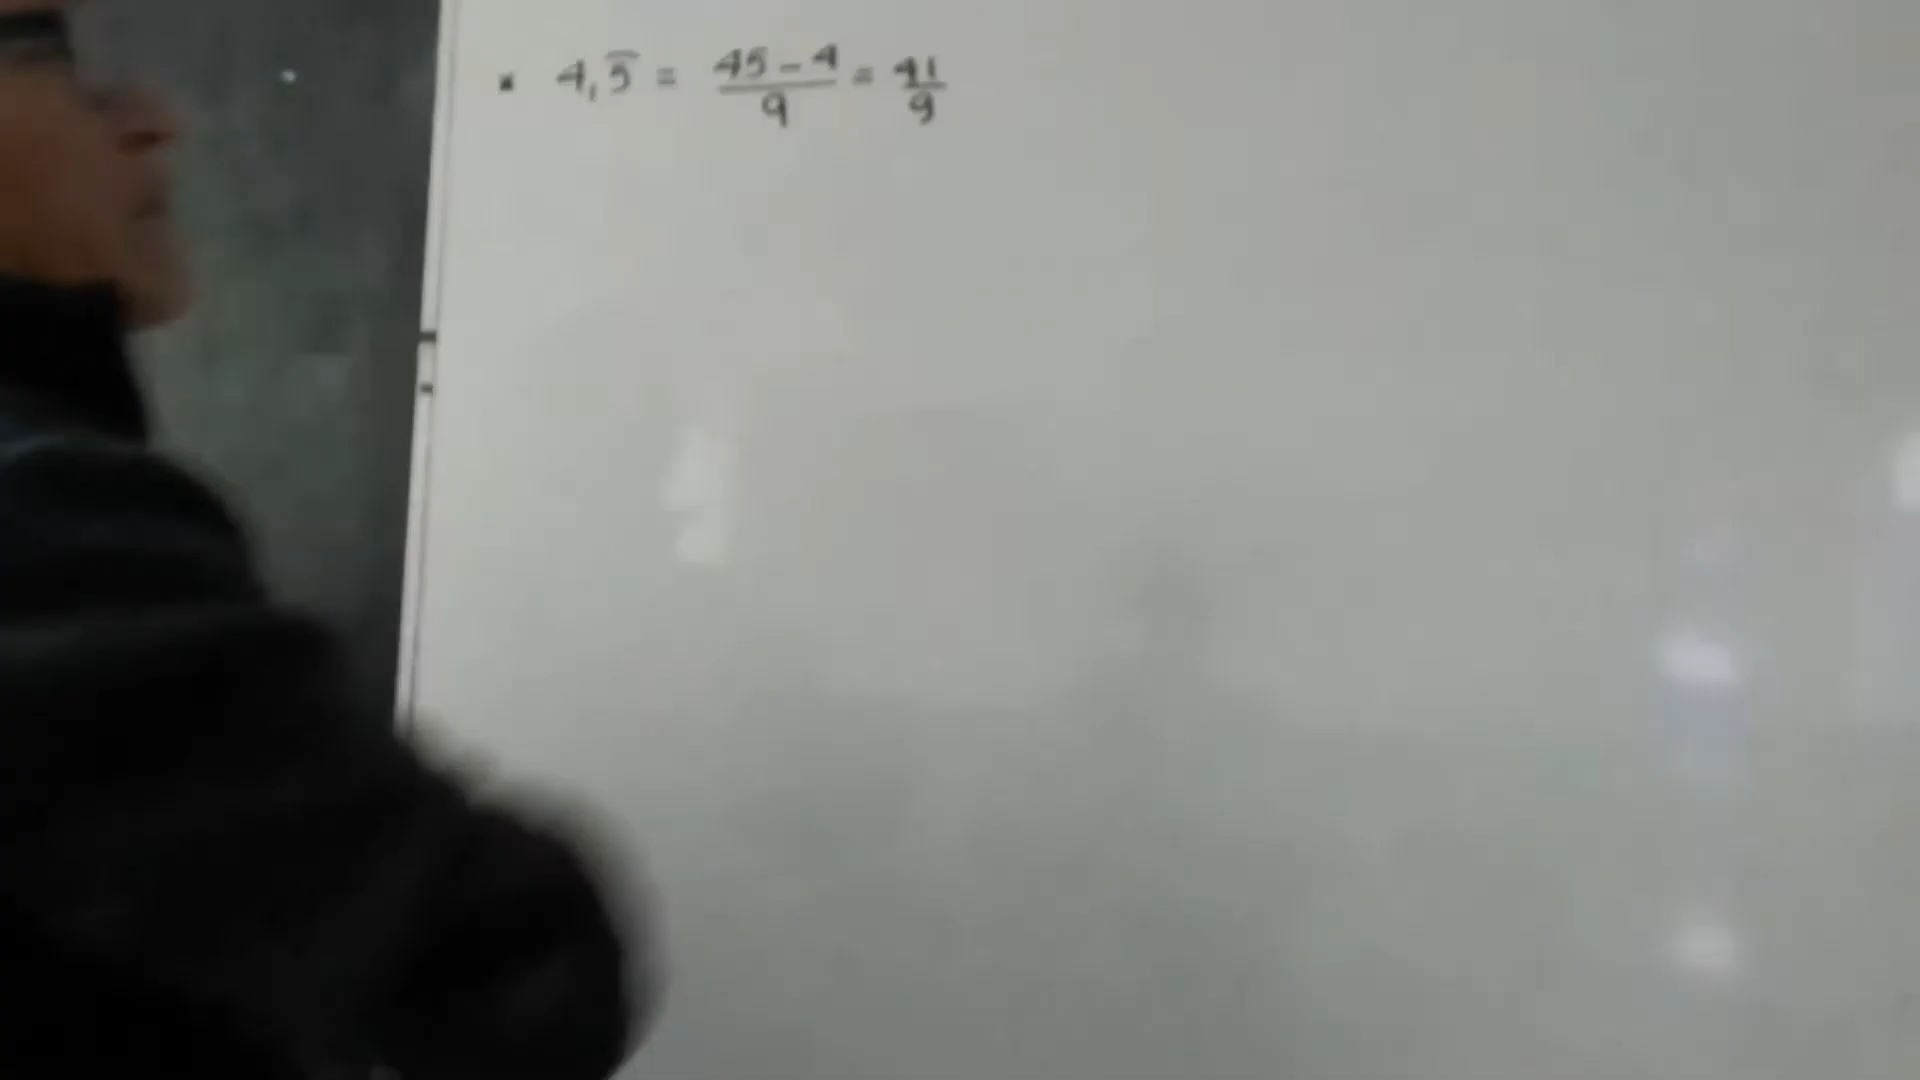 * 4,5̅ = (45 - 4)/9 = 41/9